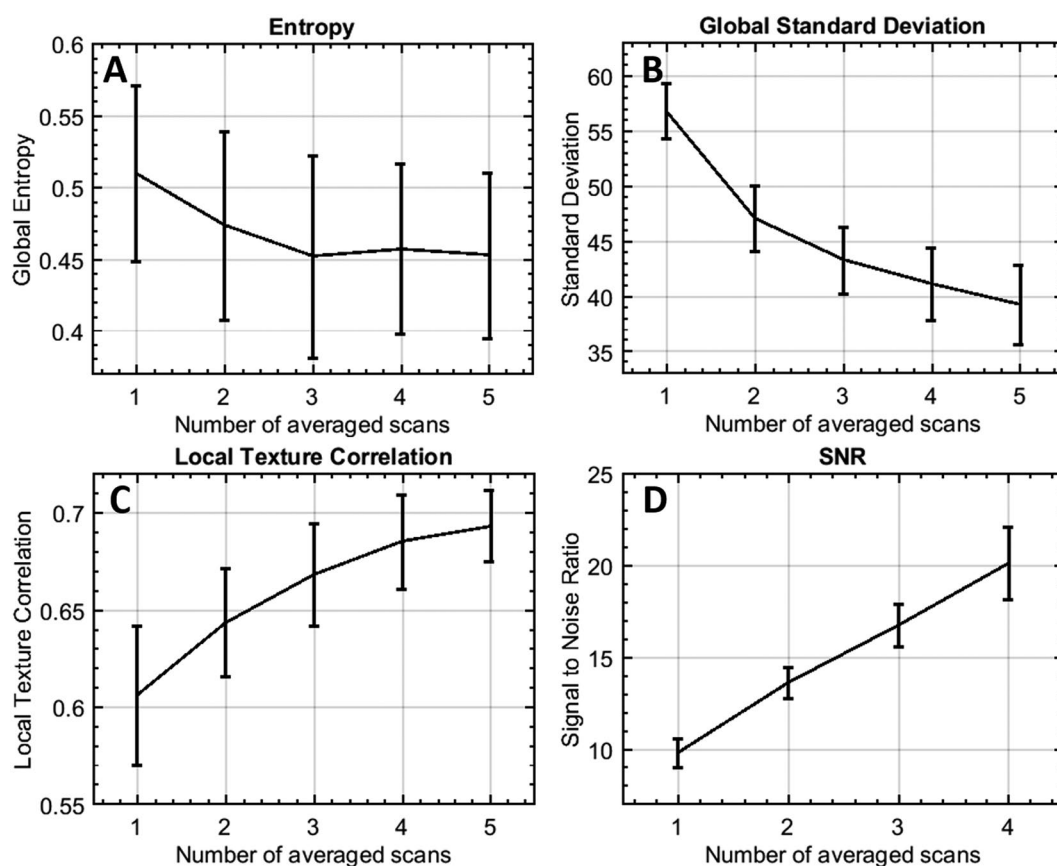 Entropy
A
0.6
0.55
0.5
0.45
0.4
Global Entropy
1 2 3 4 5
Number of averaged scans
Global Standard Deviation
B
60
55
50
45
40
35
Standard Deviation
1 2 3 4 5
Number of averaged scans
Local Texture Correlation
C
0.7
0.65
0.6
0.55
Local Texture Correlation
1 2 3 4 5
Number of averaged scans
SNR
D
25
20
15
10
Signal to Noise Ratio
1 2 3 4
Number of averaged scans